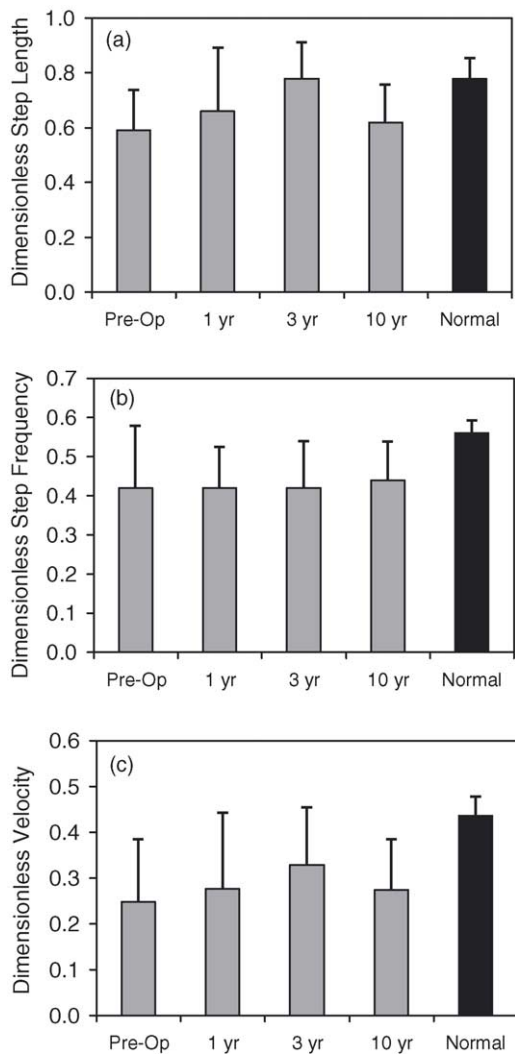 (a)
Dimensionless Step Length
1.0
0.8
0.6
0.4
0.2
0.0
Pre-Op 1 yr 3 yr 10 yr Normal
(b)
Dimensionless Step Frequency
0.7
0.6
0.5
0.4
0.3
0.2
0.1
0.0
Pre-Op 1 yr 3 yr 10 yr Normal
(c)
Dimensionless Velocity
0.6
0.5
0.4
0.3
0.2
0.1
0.0
Pre-Op 1 yr 3 yr 10 yr Normal